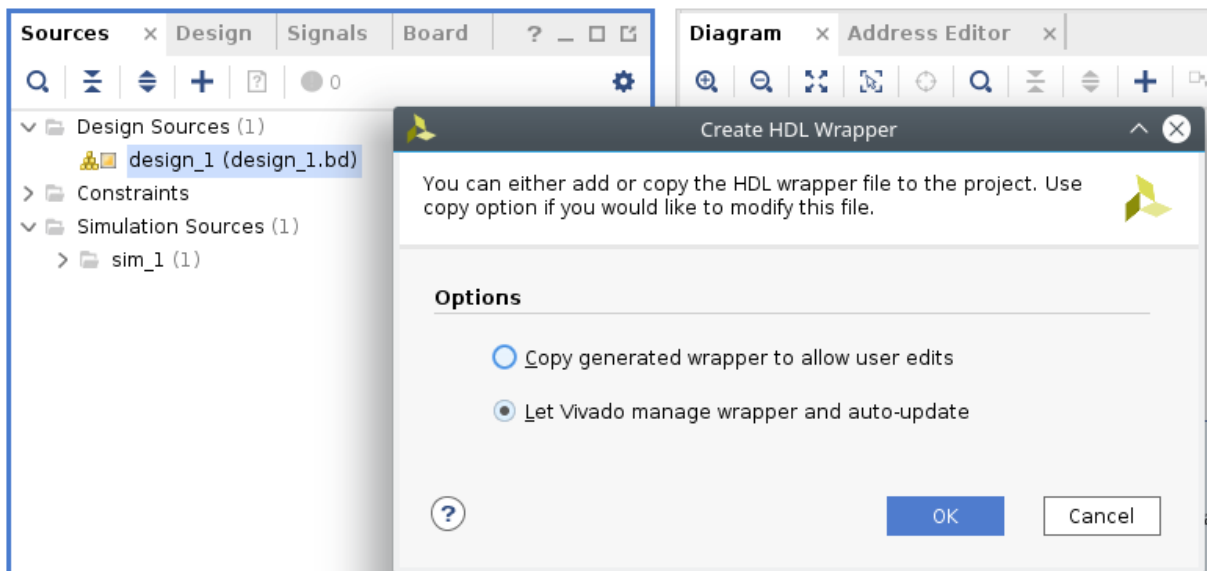 Sources × Design Signals Board ? _
Diagram × Address Editor ×
0
Design Sources (1)
design_1 (design_1.bd)
Constraints
Simulation Sources (1)
sim_1 (1)
Create HDL Wrapper
You can either add or copy the HDL wrapper file to the project. Use
copy option if you would like to modify this file.
Options
Copy generated wrapper to allow user edits
Let Vivado manage wrapper and auto-update
?
OK
Cancel